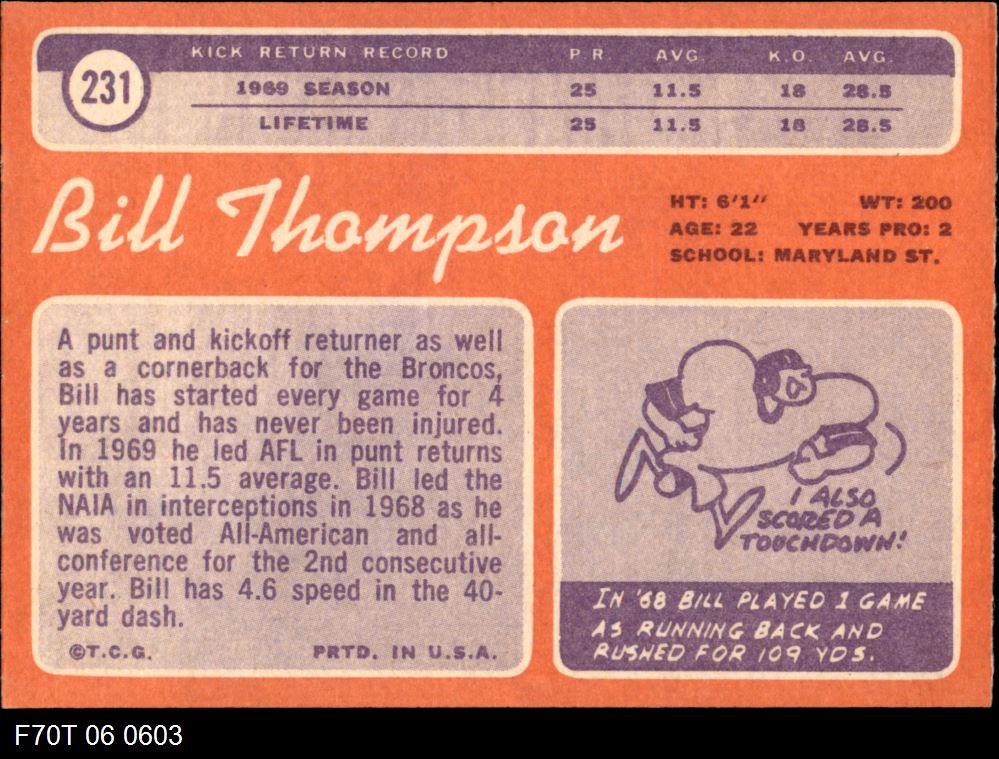 231
KICK RETURN RECORD P R. AVG. K.O. AVG.
1969 SEASON 25 11.5 18 28.5
LIFETIME 25 11.5 18 28.5
Bill Thompson
HT: 6'1" WT: 200
AGE: 22 YEARS PRO: 2
SCHOOL: MARYLAND ST.
A punt and kickoff returner as well
as a cornerback for the Broncos,
Bill has started every game for 4
years and has never been injured.
In 1969 he led AFL in punt returns
with an 11.5 average. Bill led the
NAIA in interceptions in 1968 as he
was voted All-American and all-
conference for the 2nd consecutive
year. Bill has 4.6 speed in the 40-
yard dash.
©T.C.G. PRTD. IN U.S.A.
I ALSO
SCORED A
TOUCHDOWN!
IN '68 BILL PLAYED 1 GAME
AS RUNNING BACK AND
RUSHED FOR 109 YDS.
F70T 06 0603